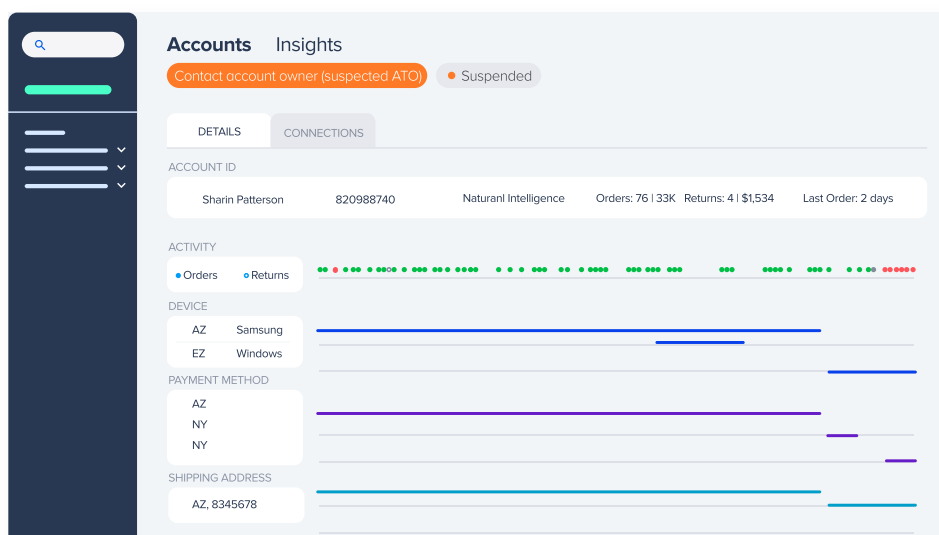 Accounts Insights
Contact account owner (suspected ATO) Suspended
DETAILS CONNECTIONS
ACCOUNT ID
Sharin Patterson 820988740 Naturanl Intelligence Orders: 76 | 33K Returns: 4 | $1,534 Last Order: 2 days
ACTIVITY
Orders Returns
DEVICE
AZ Samsung
EZ Windows
PAYMENT METHOD
AZ
NY
NY
SHIPPING ADDRESS
AZ, 8345678